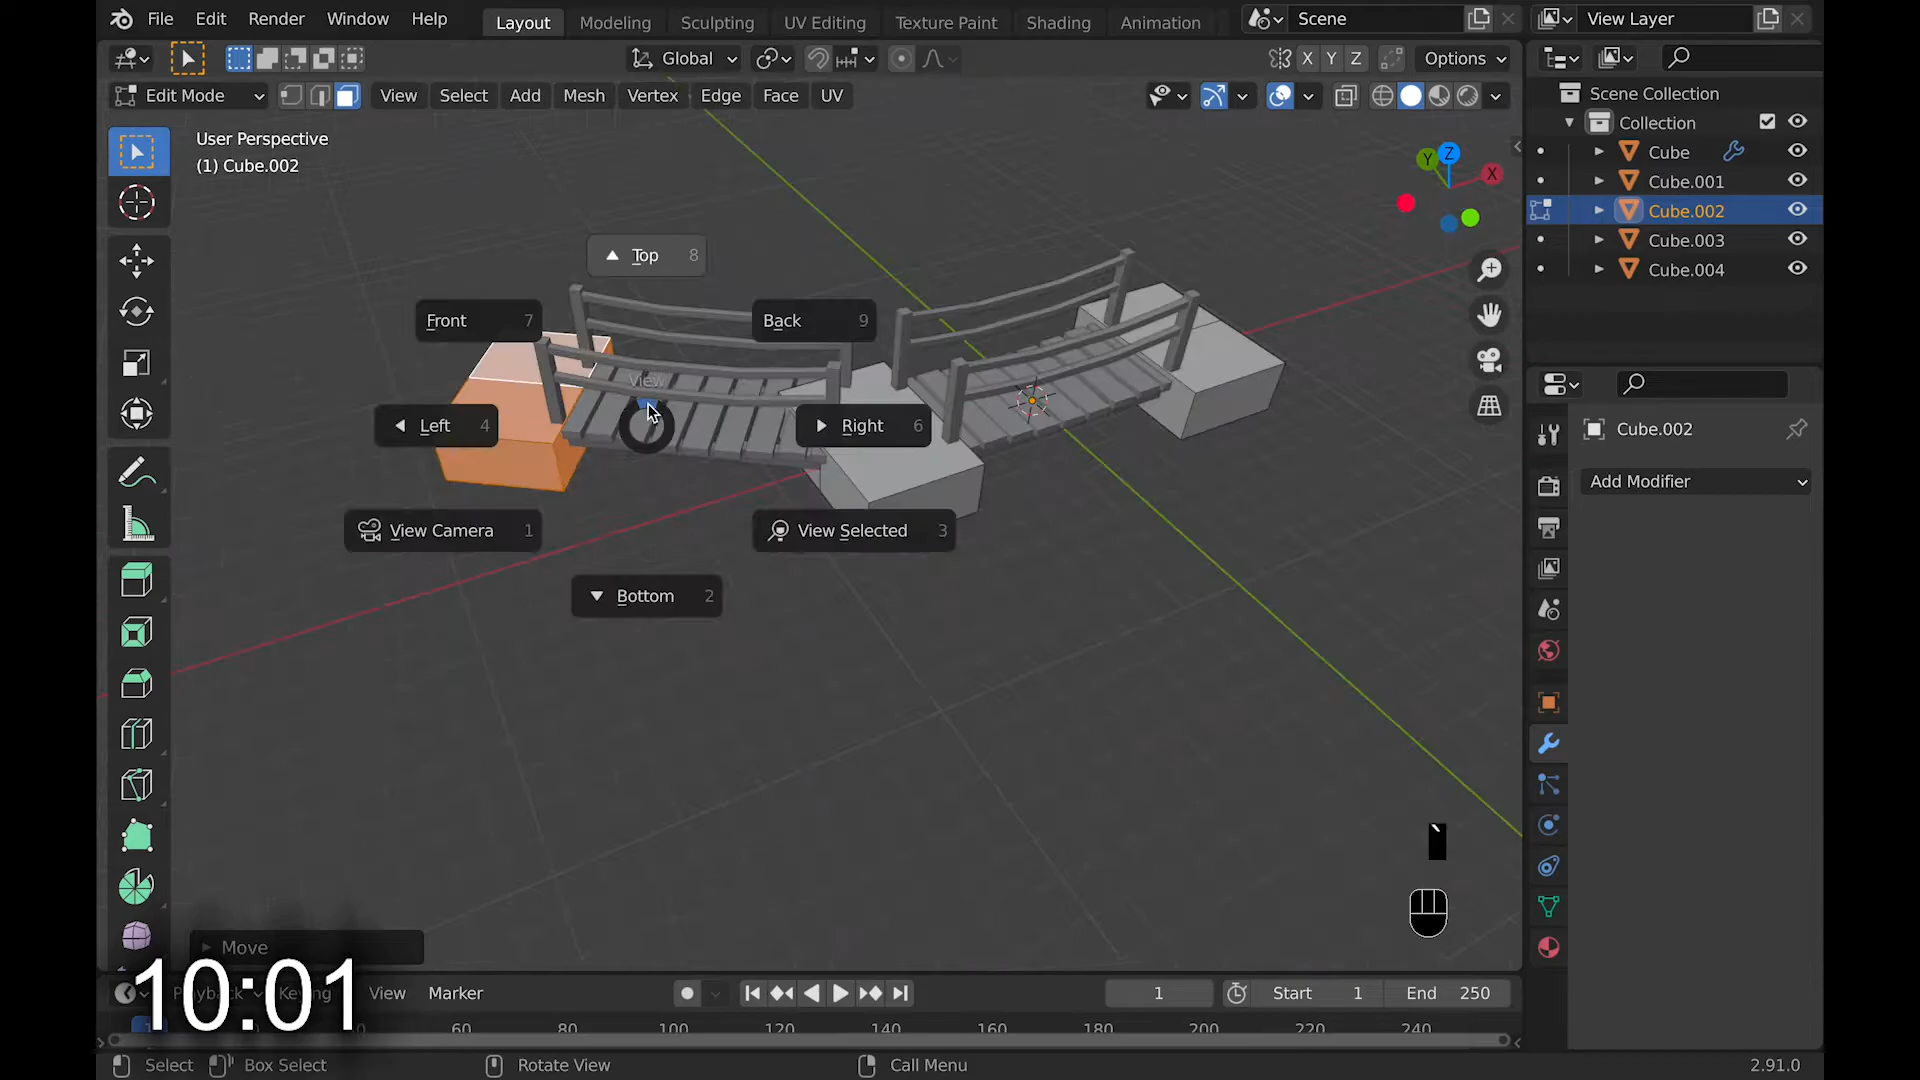 File Edit Render Window Help Layout Modeling Sculpting UV Editing Texture Paint Shading Animation Scene View Layer
Global X Y Z Options
Edit Mode View Select Add Mesh Vertex Edge Face UV
User Perspective
(1) Cube.002
Scene Collection
Collection
Cube
Cube.001
Cube.002
Cube.003
Cube.004
Y Z X
Top 8
Front 7 Back 9
View
Left 4 Right 6
View Camera 1 View Selected 3
Bottom 2
Cube.002
Add Modifier
`
Move
10:01
Playback Keying View Marker 1 Start 1 End 250
60 80 100 120 140 160 180 200 220 240
Select Box Select Rotate View Call Menu 2.91.0